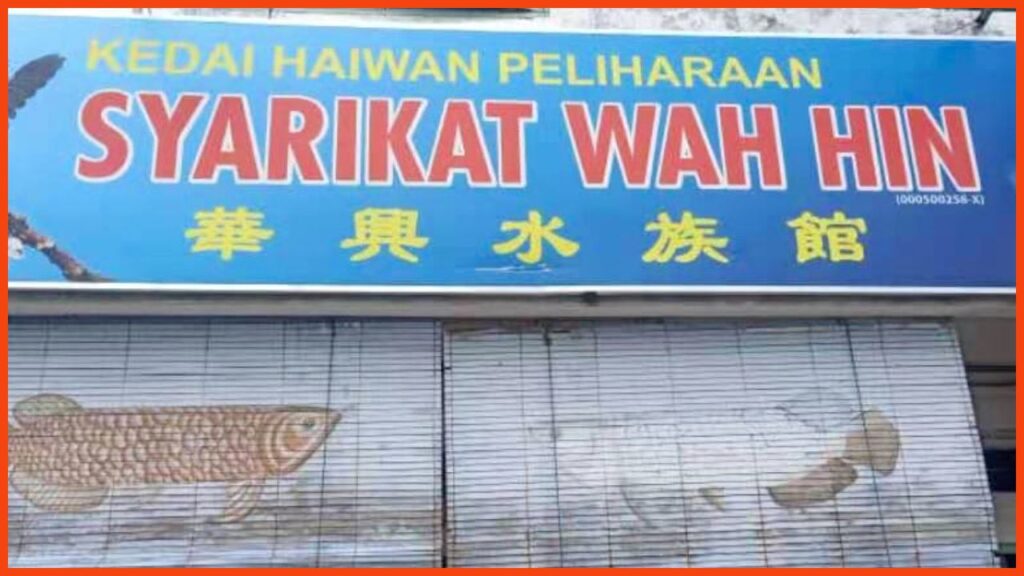 KEDAI HAIWAN PELIHARAAN
SYARIKAT WAH HIN
(000500256-X)
華興水族館